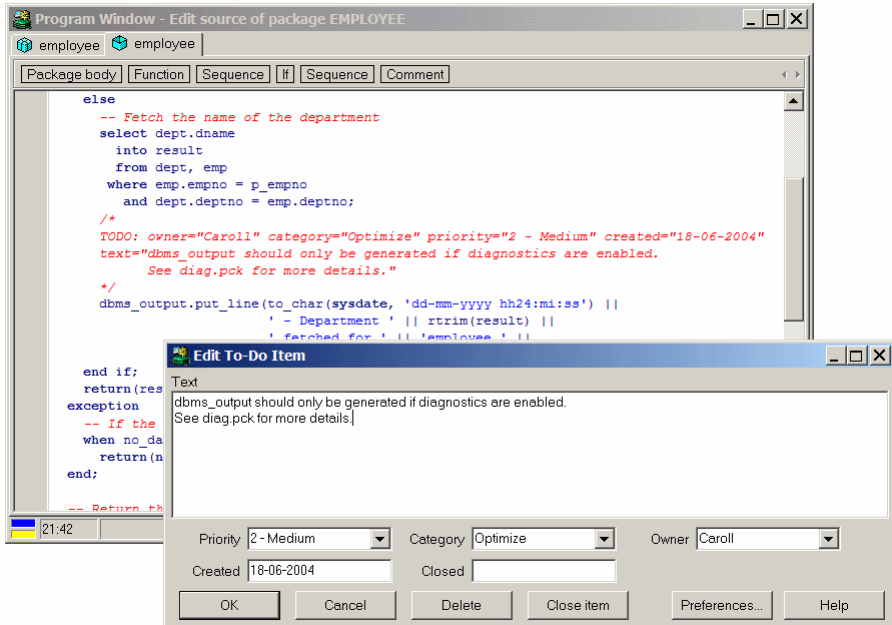 Program Window - Edit source of package EMPLOYEE
employee employee
Package body Function Sequence If Sequence Comment
else
-- Fetch the name of the department
select dept.dname
into result
from dept, emp
where emp.empno = p_empno
and dept.deptno = emp.deptno;
/*
TODO: owner="Caroll" category="Optimize" priority="2 - Medium" created="18-06-2004"
text="dbms_output should only be generated if diagnostics are enabled.
See diag.pck for more details."
*/
dbms_output.put_line(to_char(sysdate, 'dd-mm-yyyy hh24:mi:ss') ||
' - Department ' || rtrim(result) ||
' fetched for ' || 'employee ' ||
end if;
return(res
exception
-- If the
when no_da
return(n
end;
-- Return th
21:42
Edit To-Do Item
Text
dbms_output should only be generated if diagnostics are enabled.
See diag.pck for more details.
Priority 2 - Medium Category Optimize Owner Caroll
Created 18-06-2004 Closed
OK Cancel Delete Close item Preferences... Help